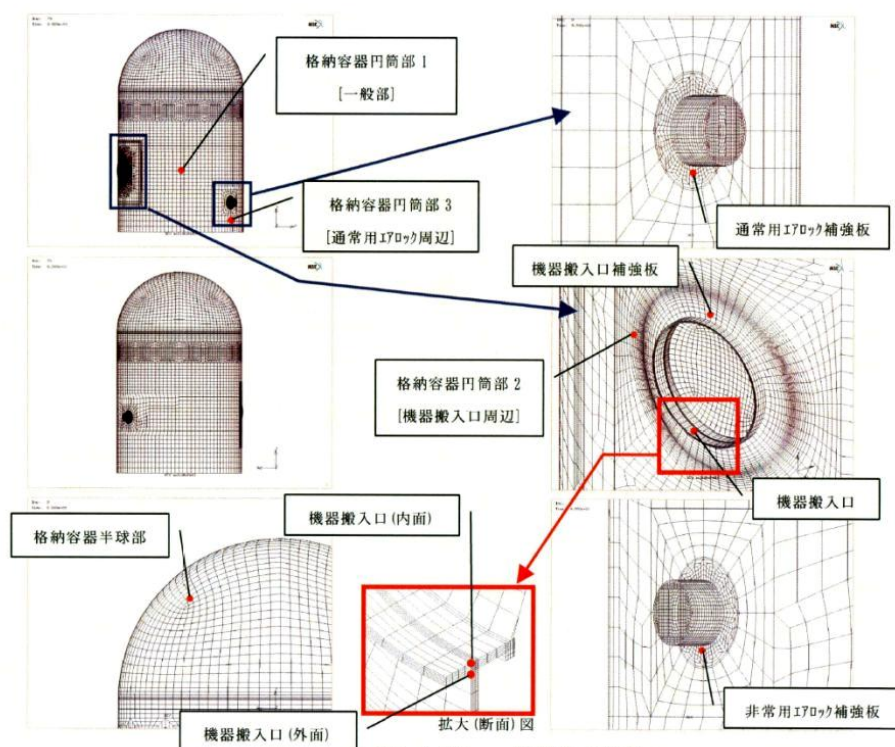 格納容器円筒部 1
[一般部]
格納容器円筒部 3
[通常用エアロック周辺]
通常用エアロック補強板
機器搬入口補強板
格納容器円筒部 2
[機器搬入口周辺]
機器搬入口
機器搬入口(内面)
格納容器半球部
機器搬入口(外面)
拡大(断面)図
非常用エアロック補強板